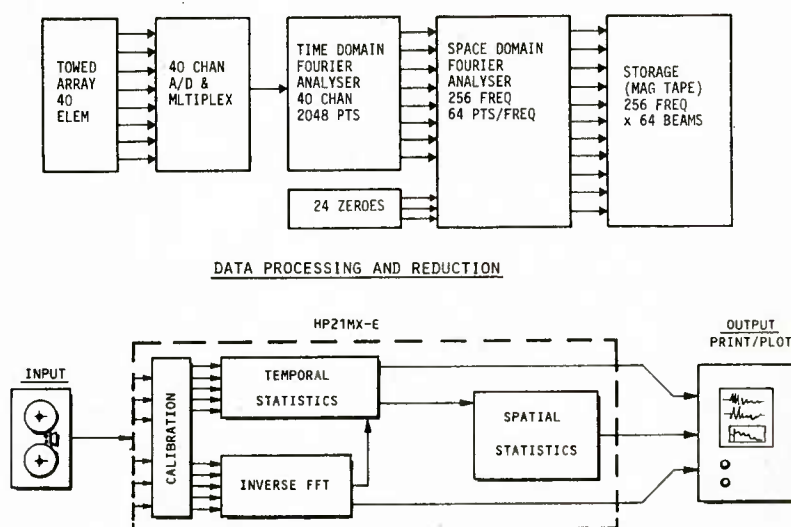 TOWED
ARRAY
40
ELEM
40 CHAN
A/D &
MLTIPLEX
TIME DOMAIN
FOURIER
ANALYSER
40 CHAN
2048 PTS
SPACE DOMAIN
FOURIER
ANALYSER
256 FREQ
64 PTS/FREQ
STORAGE
(MAG TAPE)
256 FREQ
x 64 BEAMS
24 ZEROES
DATA PROCESSING AND REDUCTION
HP21MX-E
OUTPUT
PRINT/PLOT
INPUT
CALIBRATION
TEMPORAL
STATISTICS
SPATIAL
STATISTICS
INVERSE FFT